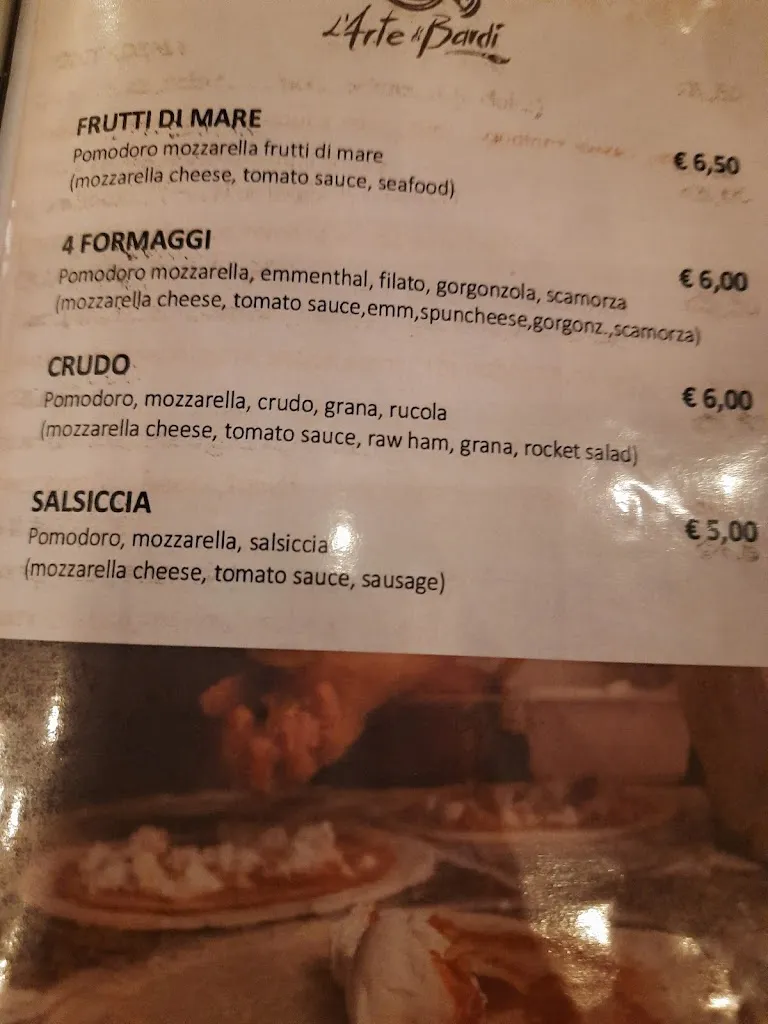 L'Arte di Bardi
FRUTTI DI MARE
Pomodoro mozzarella frutti di mare € 6,50
(mozzarella cheese, tomato sauce, seafood)
4 FORMAGGI
Pomodoro mozzarella, emmenthal, filato, gorgonzola, scamorza € 6,00
(mozzarella cheese, tomato sauce,emm,spuncheese,gorgonz.,scamorza)
CRUDO
Pomodoro, mozzarella, crudo, grana, rucola € 6,00
(mozzarella cheese, tomato sauce, raw ham, grana, rocket salad)
SALSICCIA
Pomodoro, mozzarella, salsiccia € 5,00
(mozzarella cheese, tomato sauce, sausage)